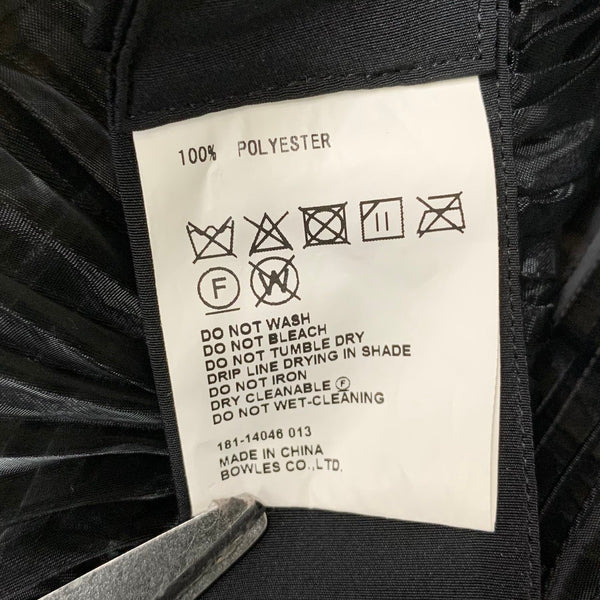 100% POLYESTER
F W
DO NOT WASH
DO NOT BLEACH
DO NOT TUMBLE DRY
DRIP LINE DRYING IN SHADE
DO NOT IRON
DRY CLEANABLE Ⓕ
DO NOT WET-CLEANING
181-14046 013
MADE IN CHINA
BOWLES CO.,LTD.